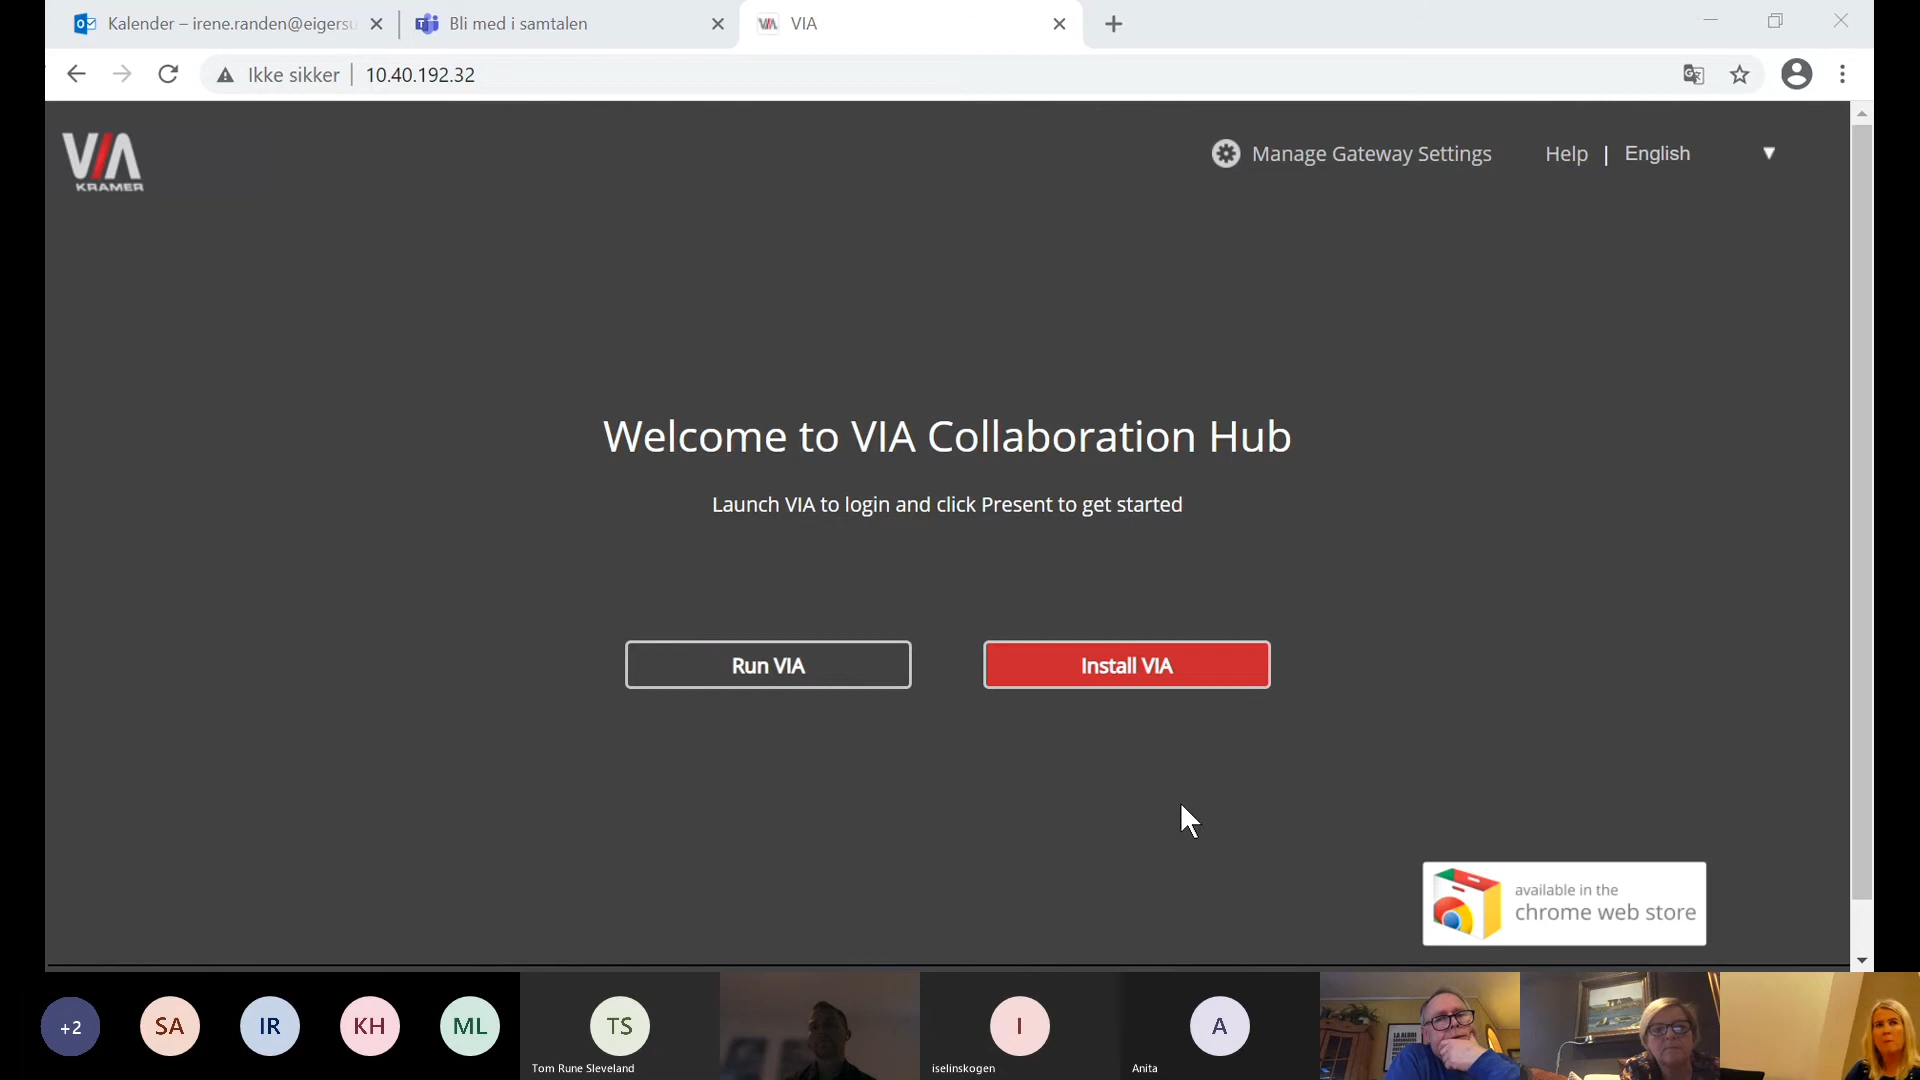 Kalender – irene.randen@eigersu
Bli med i samtalen
VIA
Ikke sikker
10.40.192.32
VIA
KRAMER
Manage Gateway Settings
Help | English
Welcome to VIA Collaboration Hub
Launch VIA to login and click Present to get started
Run VIA
Install VIA
available in the
chrome web store
+2
SA
IR
KH
ML
TS
Tom Rune Sleveland
I
iselinskogen
A
Anita